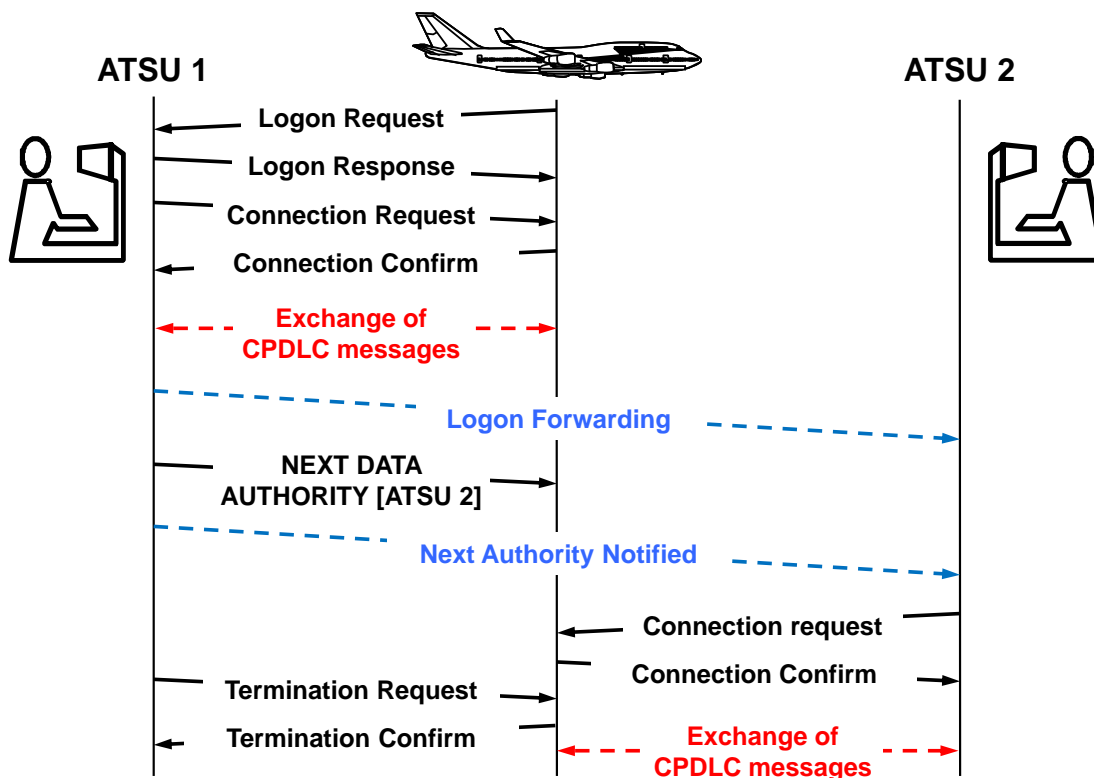 ATSU 1
ATSU 2
Logon Request
Logon Response
Connection Request
Connection Confirm
Exchange of
CPDLC messages
Logon Forwarding
NEXT DATA
AUTHORITY [ATSU 2]
Next Authority Notified
Connection request
Connection Confirm
Termination Request
Termination Confirm
Exchange of
CPDLC messages